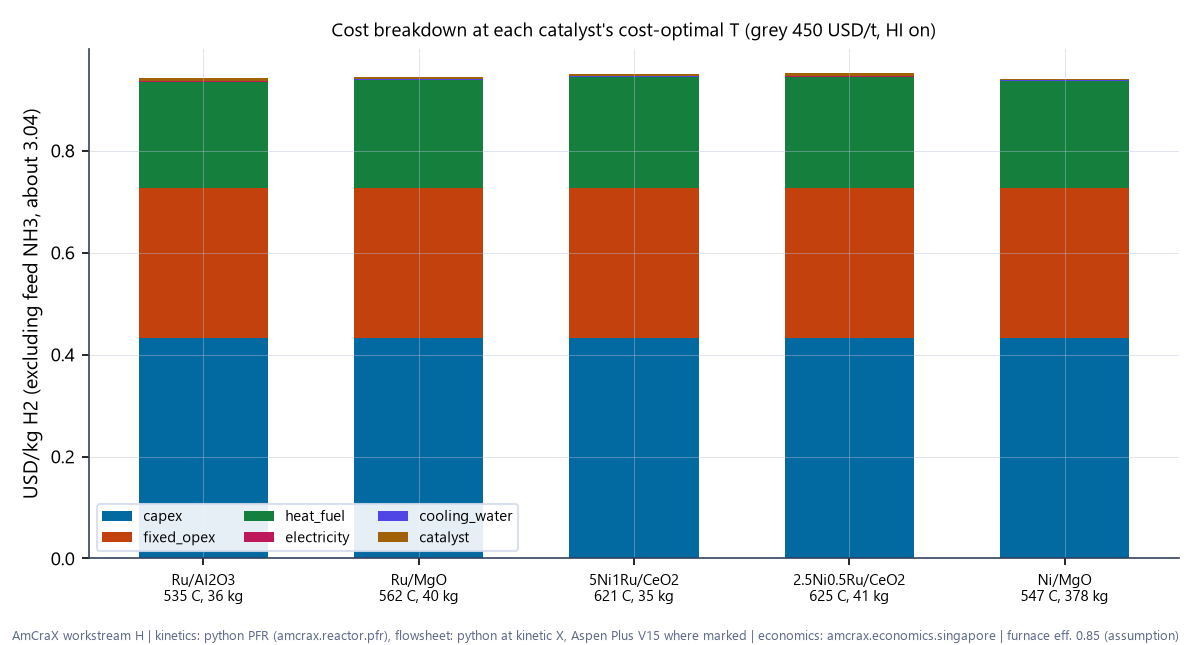 Cost breakdown at each catalyst's cost-optimal T (grey 450 USD/t, HI on)
USD/kg H2 (excluding feed NH3, about 3.04)
0.8
0.6
0.4
0.2
0.0
capex
fixed_opex
heat_fuel
electricity
cooling_water
catalyst
Ru/Al2O3
535 C, 36 kg
Ru/MgO
562 C, 40 kg
5Ni1Ru/CeO2
621 C, 35 kg
2.5Ni0.5Ru/CeO2
625 C, 41 kg
Ni/MgO
547 C, 378 kg
AmCraX workstream H | kinetics: python PFR (amcrax.reactor.pfr), flowsheet: python at kinetic X, Aspen Plus V15 where marked | economics: amcrax.economics.singapore | furnace eff. 0.85 (assumption)